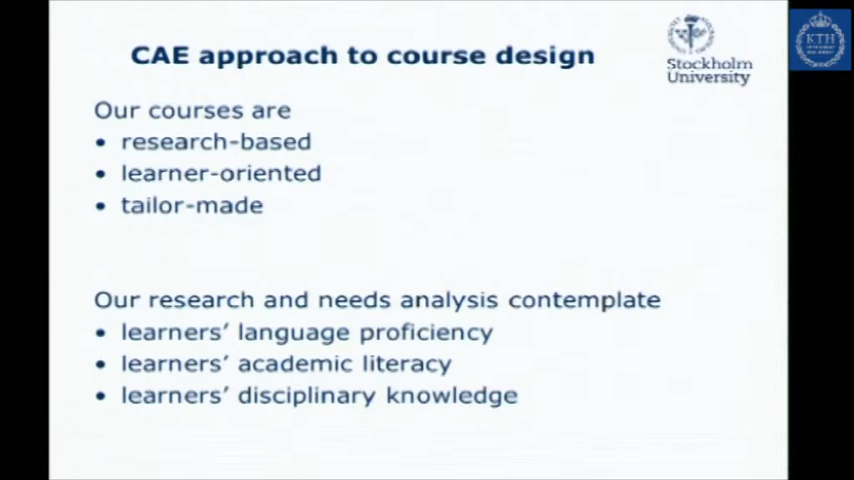 CAE approach to course design
Stockholm
University
KTH
Our courses are
• research-based
• learner-oriented
• tailor-made
Our research and needs analysis contemplate
• learners’ language proficiency
• learners’ academic literacy
• learners’ disciplinary knowledge